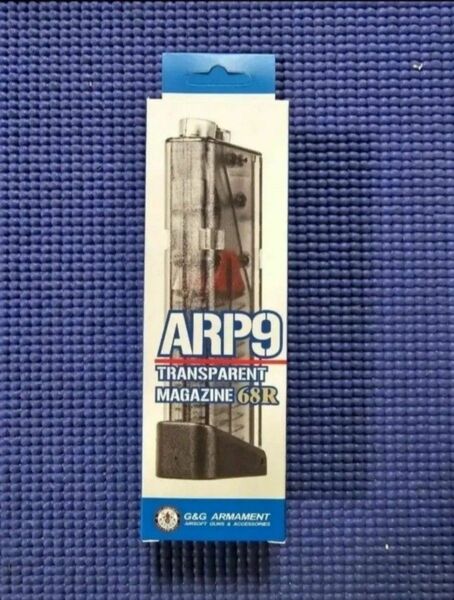 ARP9
TRANSPARENT
MAGAZINE 68R
G&G ARMAMENT
AIRSOFT GUNS & ACCESSORIES